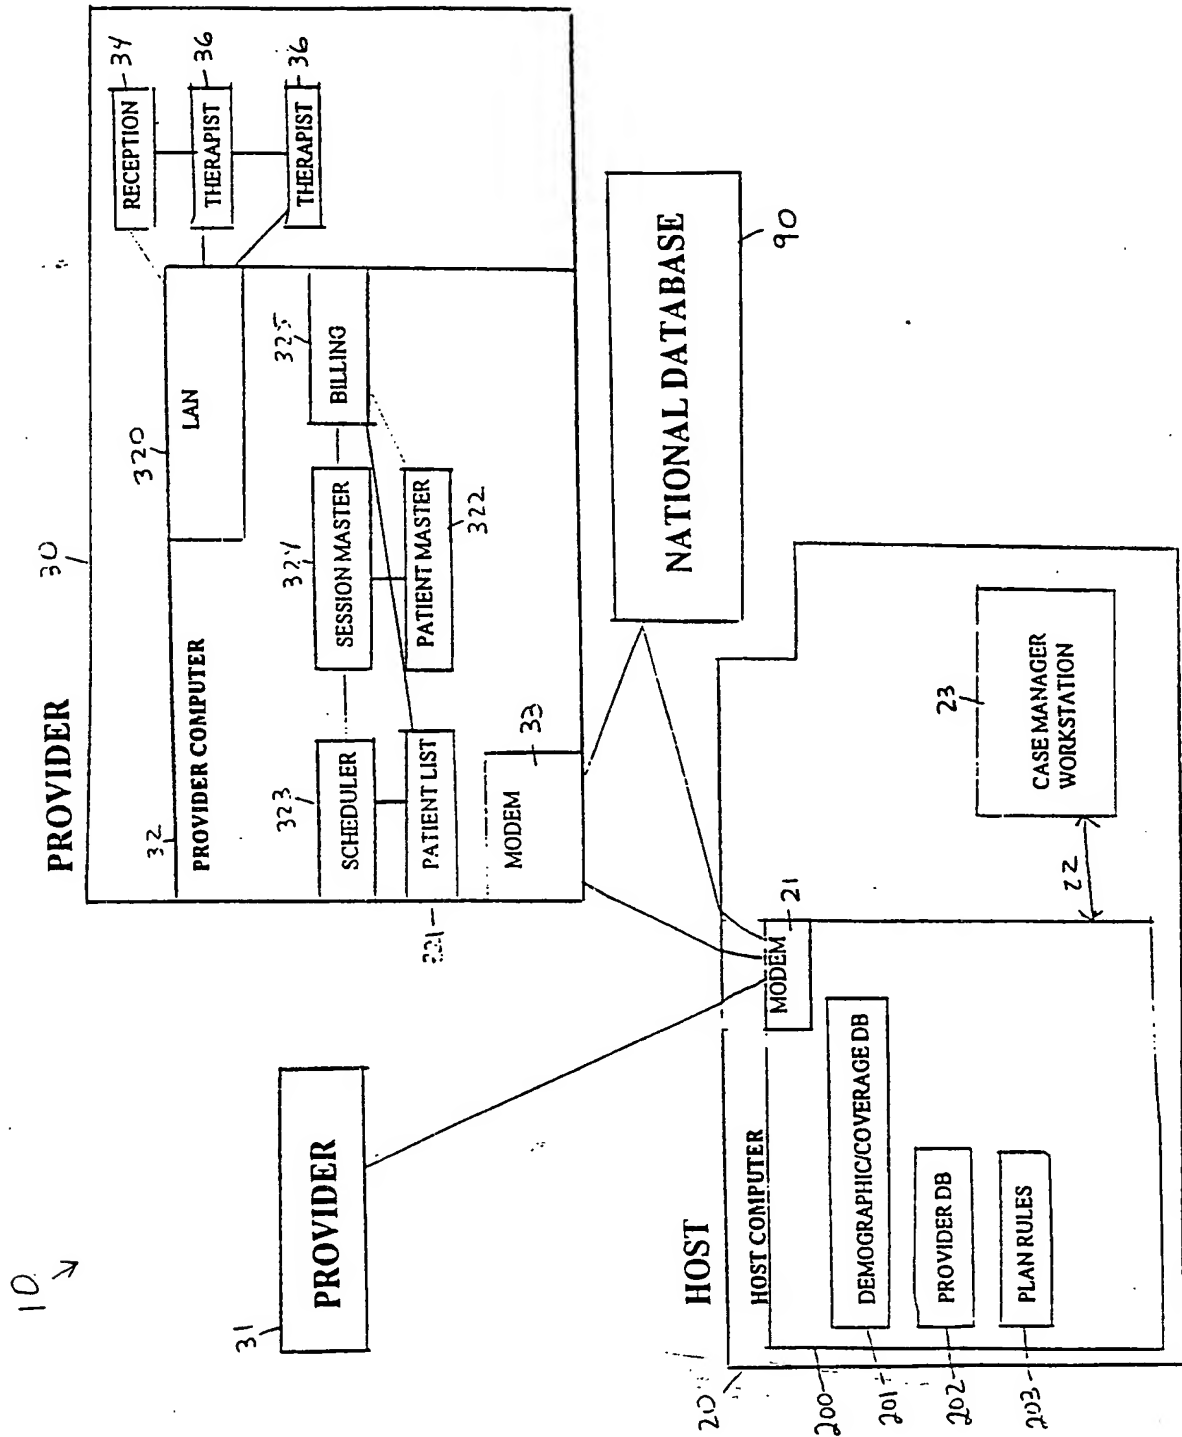 10
31
PROVIDER
PROVIDER
30
32
PROVIDER COMPUTER
320
LAN
34
RECEPTION
36
THERAPIST
36
THERAPIST
323
SCHEDULER
324
SESSION MASTER
325
BILLING
PATIENT LIST
PATIENT MASTER
322
MODEM
33
NATIONAL DATABASE
90
HOST
20
HOST COMPUTER
MODEM
21
200
DEMOGRAPHIC/COVERAGE DB
201
PROVIDER DB
202
PLAN RULES
203
22
23
CASE MANAGER
WORKSTATION